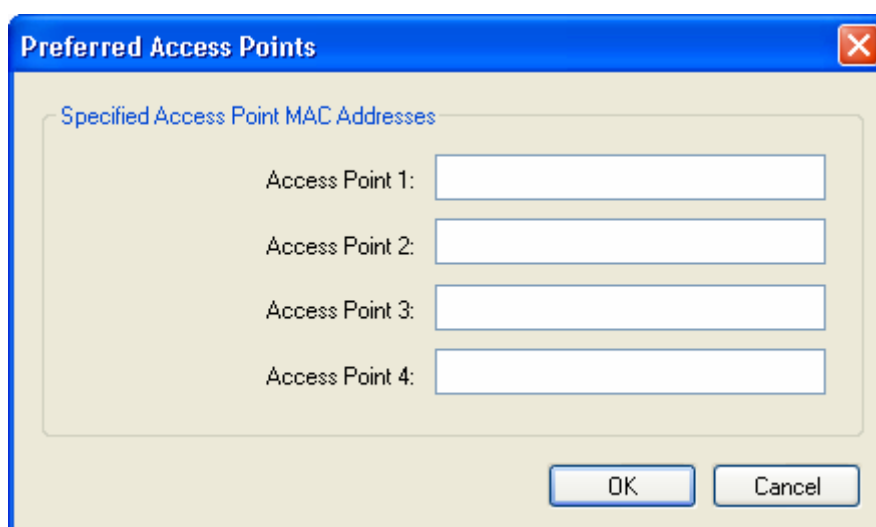 Preferred Access Points
Specified Access Point MAC Addresses
Access Point 1:
Access Point 2:
Access Point 3:
Access Point 4:
OK
Cancel